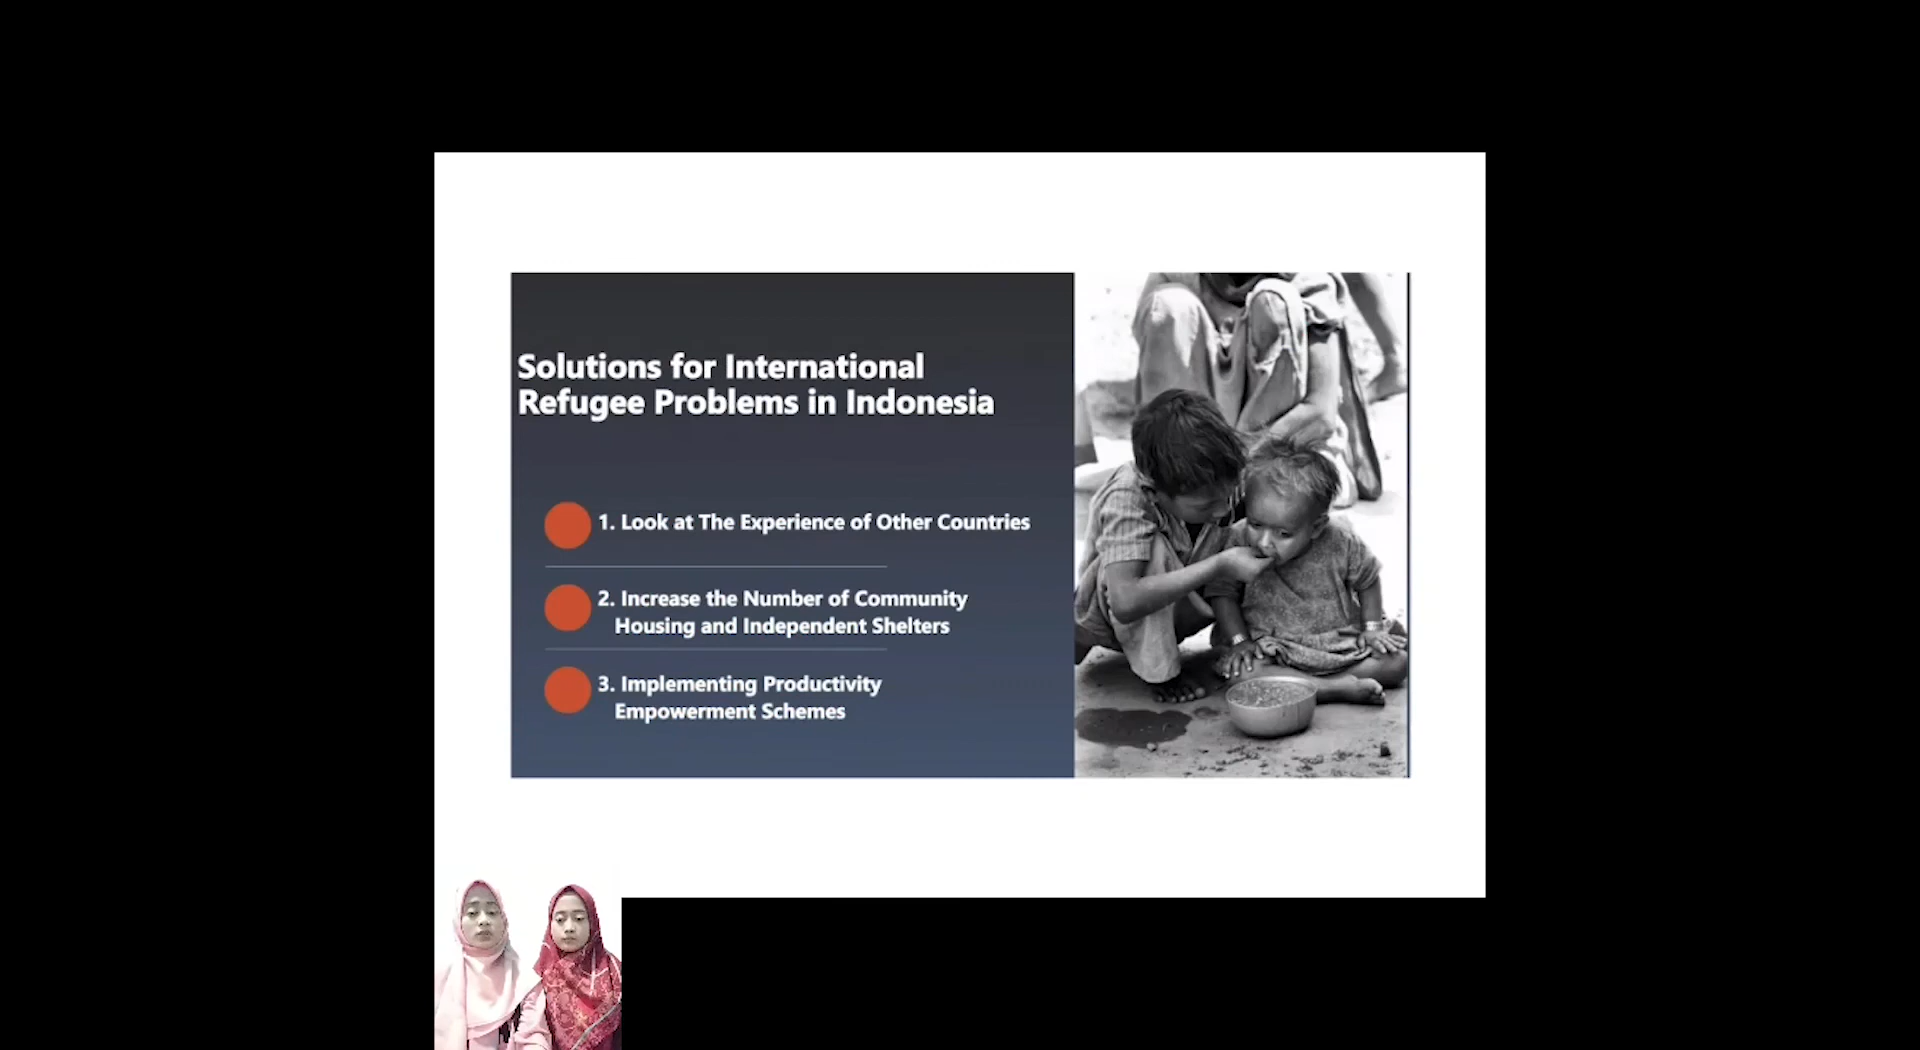 Solutions for International
Refugee Problems in Indonesia
1. Look at The Experience of Other Countries
2. Increase the Number of Community
Housing and Independent Shelters
3. Implementing Productivity
Empowerment Schemes